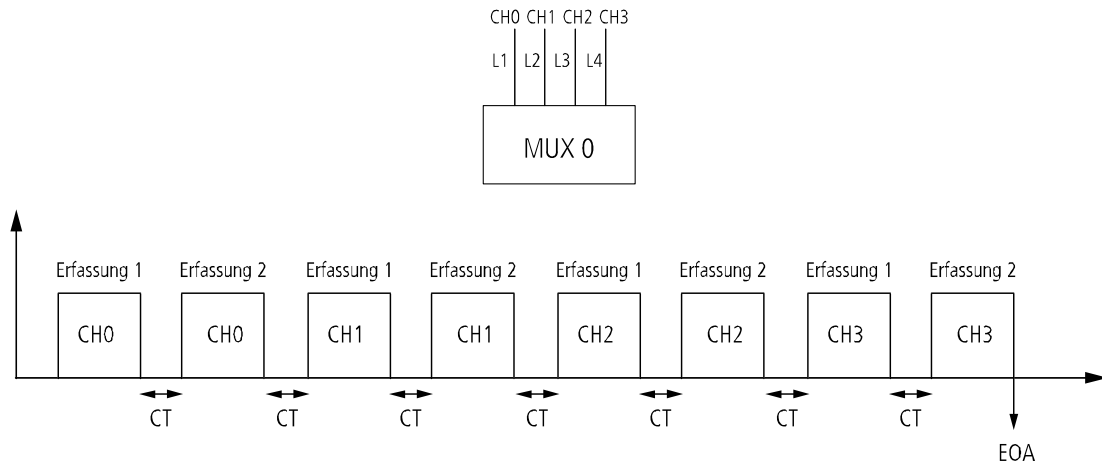 CH0 CH1 CH2 CH3
L1 L2 L3 L4
MUX 0
Erfassung 1 Erfassung 2 Erfassung 1 Erfassung 2 Erfassung 1 Erfassung 2 Erfassung 1 Erfassung 2
CH0 CH0 CH1 CH1 CH2 CH2 CH3 CH3
CT CT CT CT CT CT CT
EOA